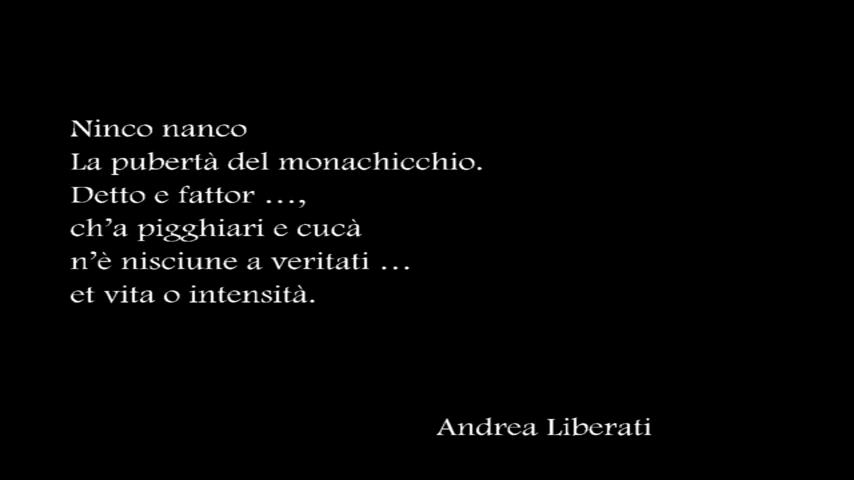 Ninco nanco
La pubertà del monachicchio.
Detto e fattor ...,
ch'a pigghiari e cucà
n'è nisciune a veritati ...
et vita o intensità.
Andrea Liberati